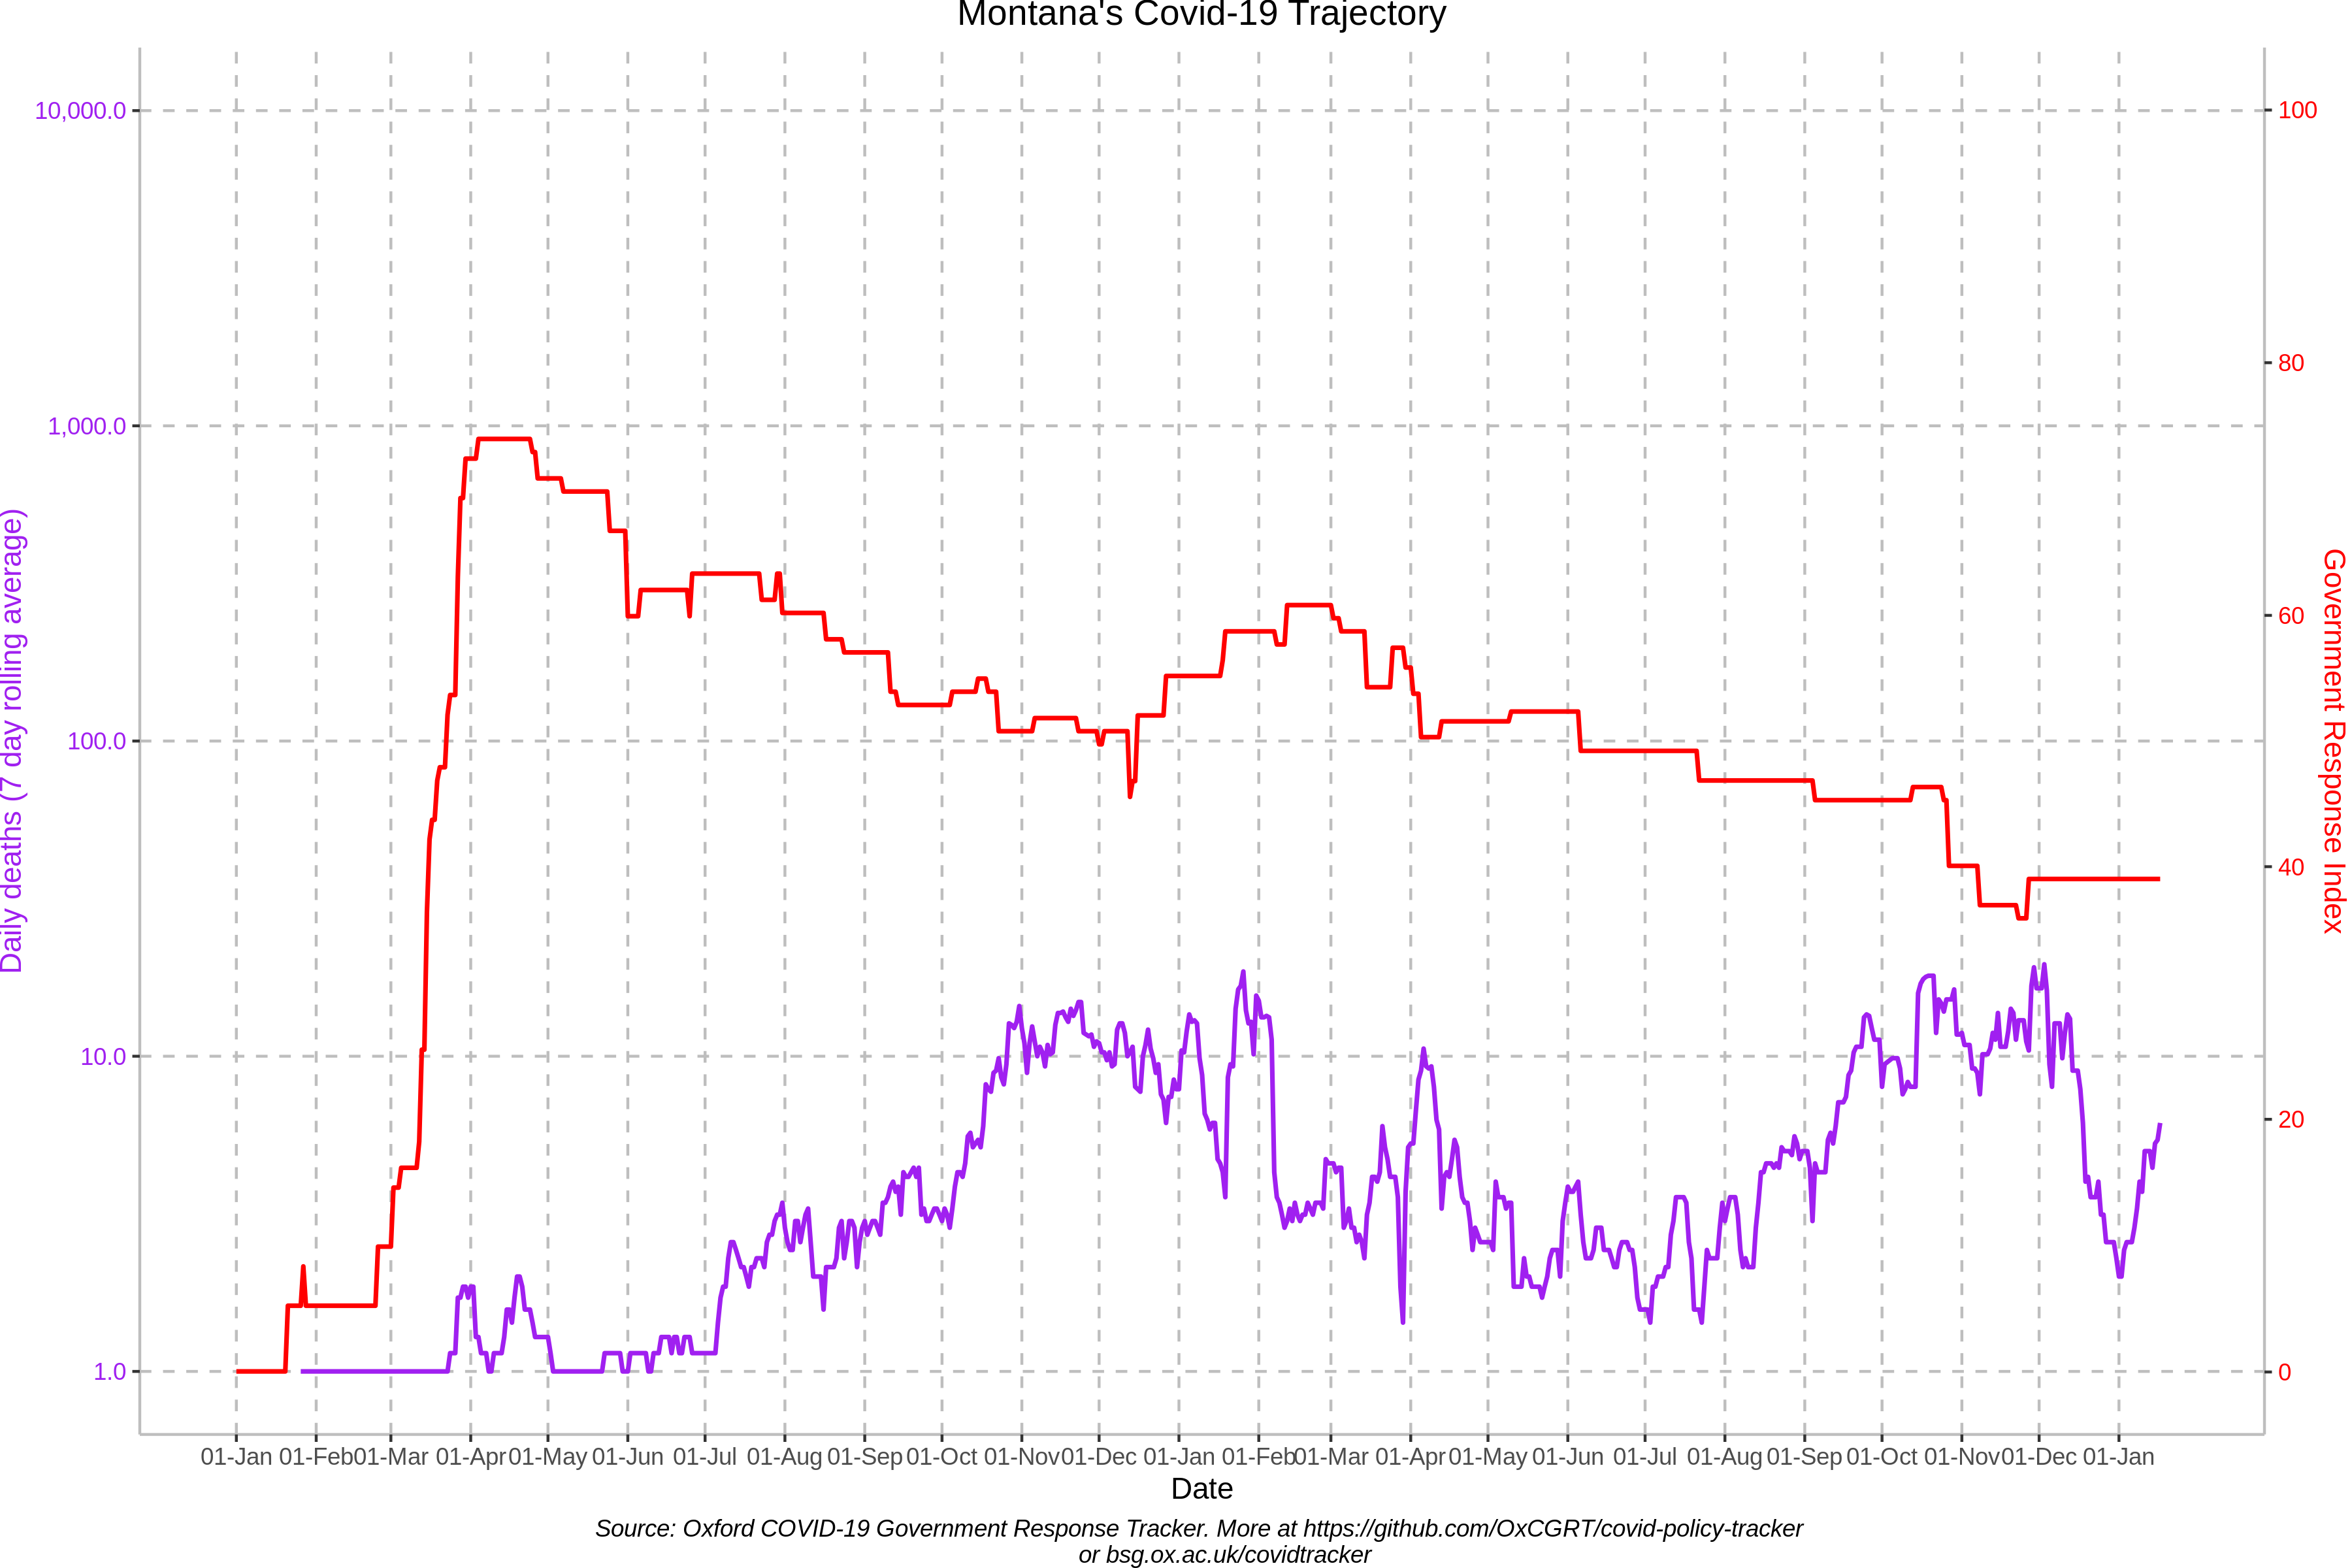 Montana's Covid-19 Trajectory
10,000.0
1,000.0
100.0
10.0
1.0
Daily deaths (7 day rolling average)
100
80
60
40
20
0
Government Response Index
01-Jan 01-Feb 01-Mar 01-Apr 01-May 01-Jun 01-Jul 01-Aug 01-Sep 01-Oct 01-Nov 01-Dec 01-Jan 01-Feb 01-Mar 01-Apr 01-May 01-Jun 01-Jul 01-Aug 01-Sep 01-Oct 01-Nov 01-Dec 01-Jan
Date
Source: Oxford COVID-19 Government Response Tracker. More at https://github.com/OxCGRT/covid-policy-tracker
or bsg.ox.ac.uk/covidtracker